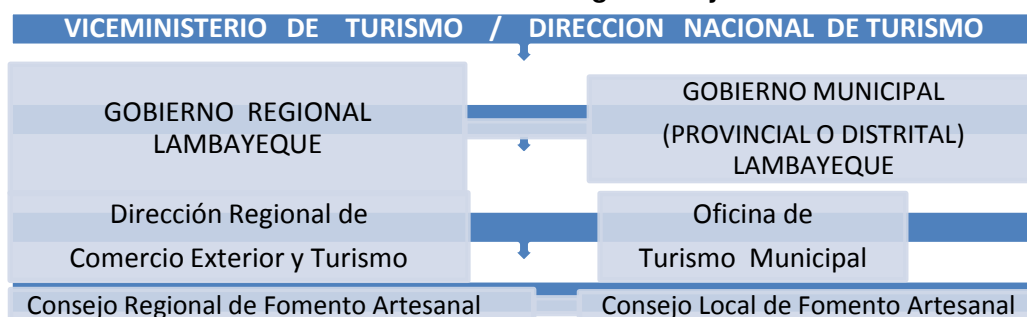 VICEMINISTERIO DE TURISMO / DIRECCION NACIONAL DE TURISMO
GOBIERNO REGIONAL
LAMBAYEQUE
GOBIERNO MUNICIPAL
(PROVINCIAL O DISTRITAL)
LAMBAYEQUE
Dirección Regional de
Comercio Exterior y Turismo
Oficina de
Turismo Municipal
Consejo Regional de Fomento Artesanal
Consejo Local de Fomento Artesanal